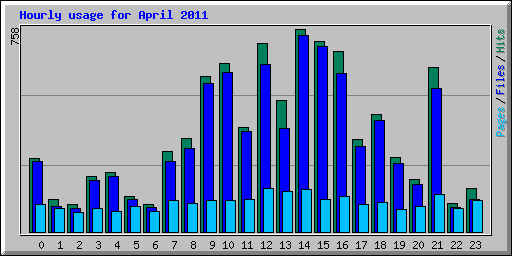 Hourly usage for April 2011
758
Pages/Files/Hits
0 1 2 3 4 5 6 7 8 9 10 11 12 13 14 15 16 17 18 19 20 21 22 23